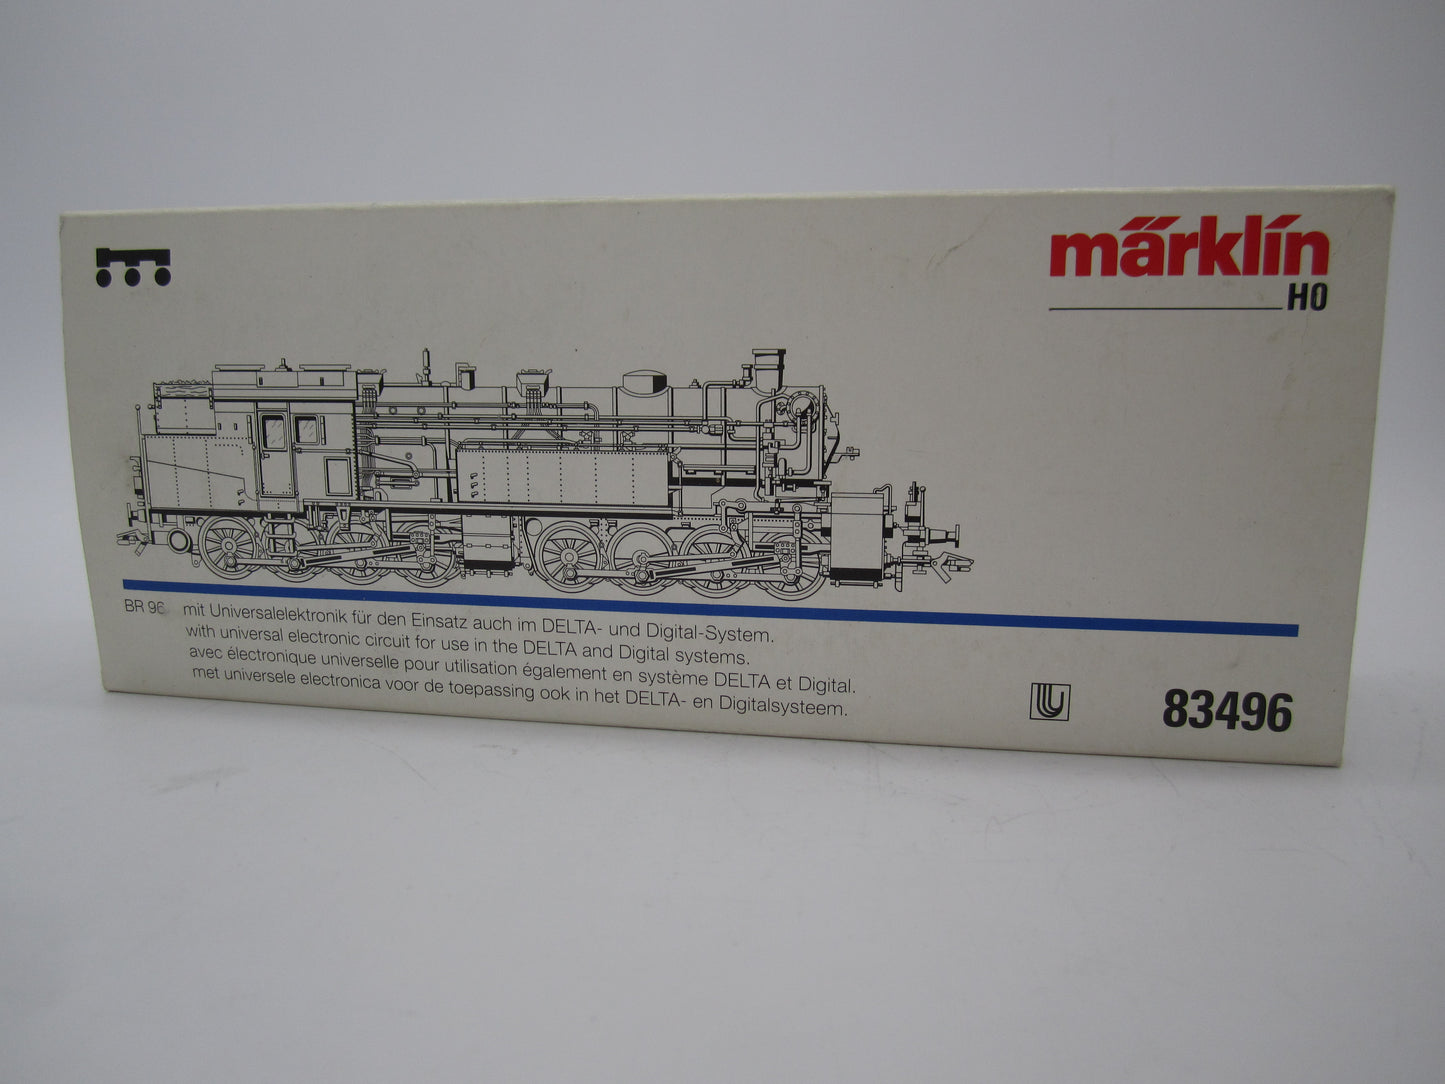 märklin
H0
BR 96 mit Universalelektronik für den Einsatz auch im DELTA- und Digital-System.
with universal electronic circuit for use in the DELTA and Digital systems.
avec électronique universelle pour utilisation également en système DELTA et Digital.
met universele electronica voor de toepassing ook in het DELTA- en Digitalsysteem.
U
83496